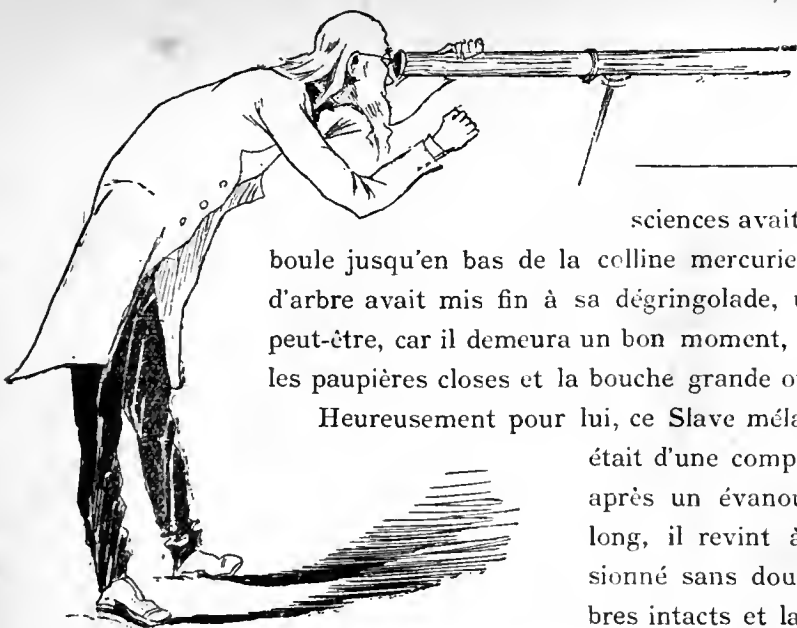 sciences avait
boule jusqu'en bas de la colline mercurie
d'arbre avait mis fin à sa dégringolade, u
peut-être, car il demeura un bon moment,
les paupières closes et la bouche grande o
Heureusement pour lui, ce Slave méla
était d'une comp
après un évanou
long, il revint à
sionné sans dou
bres intacts et la